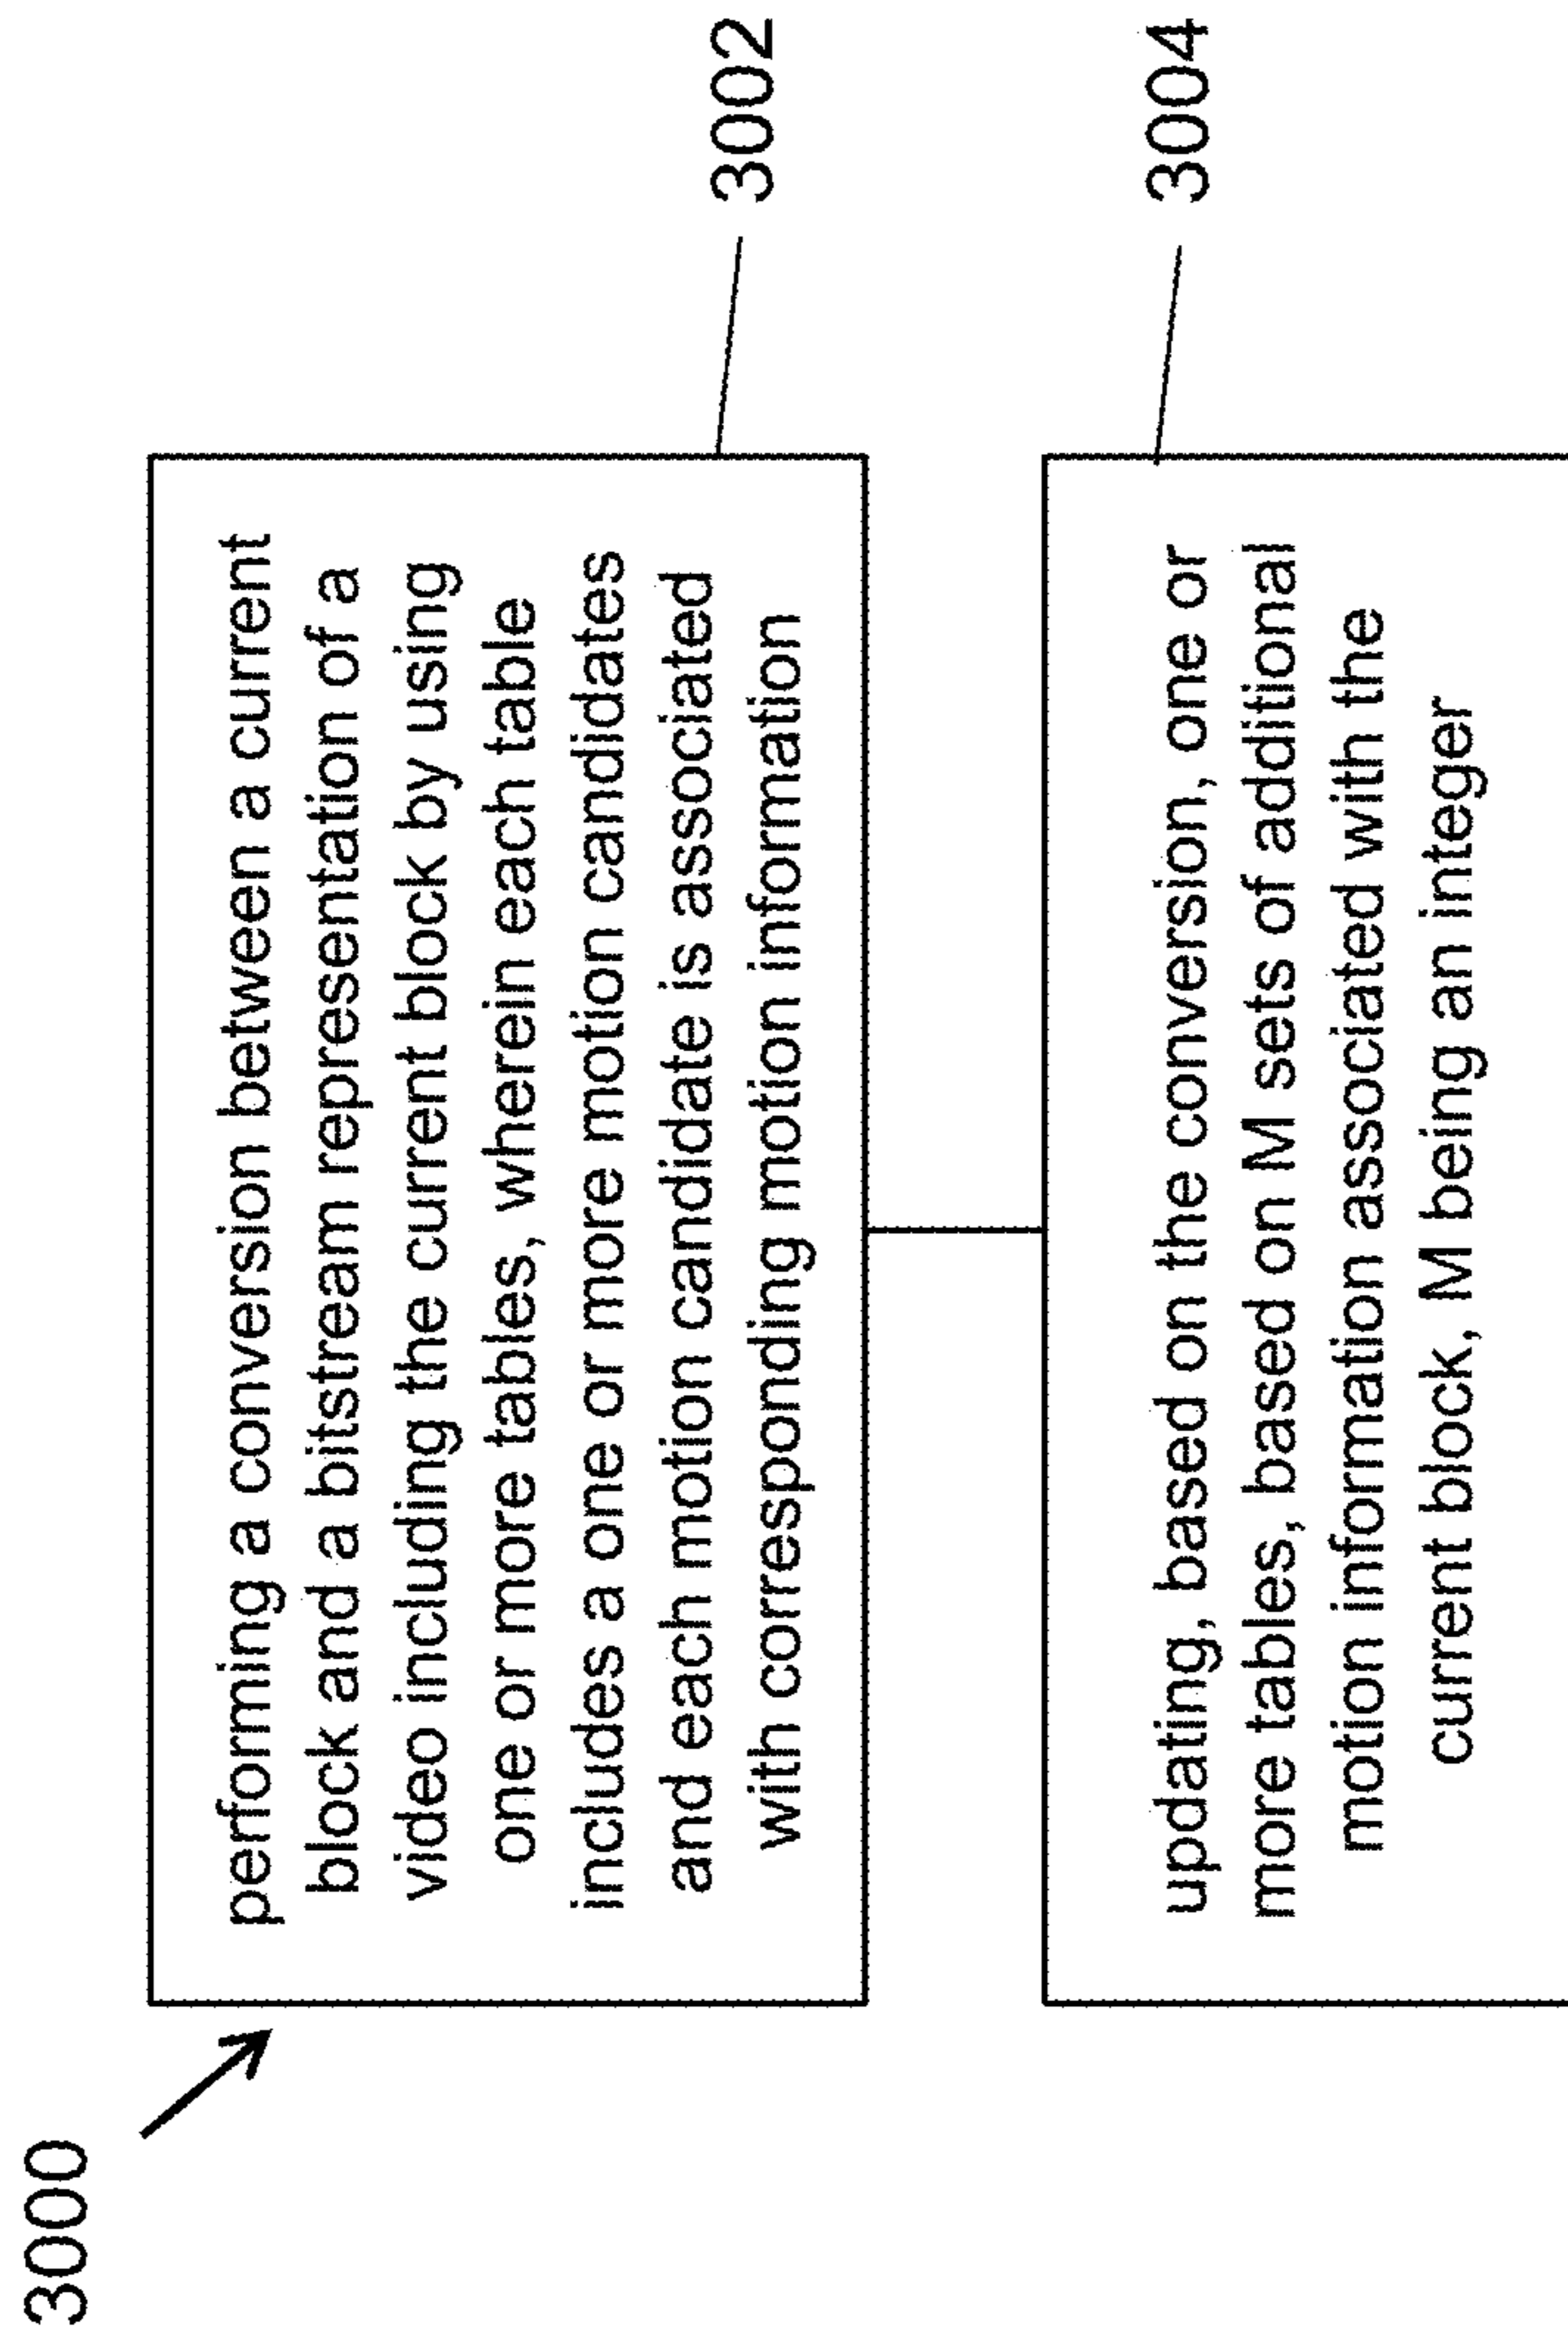 3000
performing a conversion between a current
block and a bitstream representation of a
video including the current block by using
one or more tables, wherein each table
includes a one or more motion candidates
and each motion candidate is associated
with corresponding motion information
3002
updating, based on the conversion, one or
more tables, based on M sets of additional
motion information associated with the
current block, M being an integer
3004